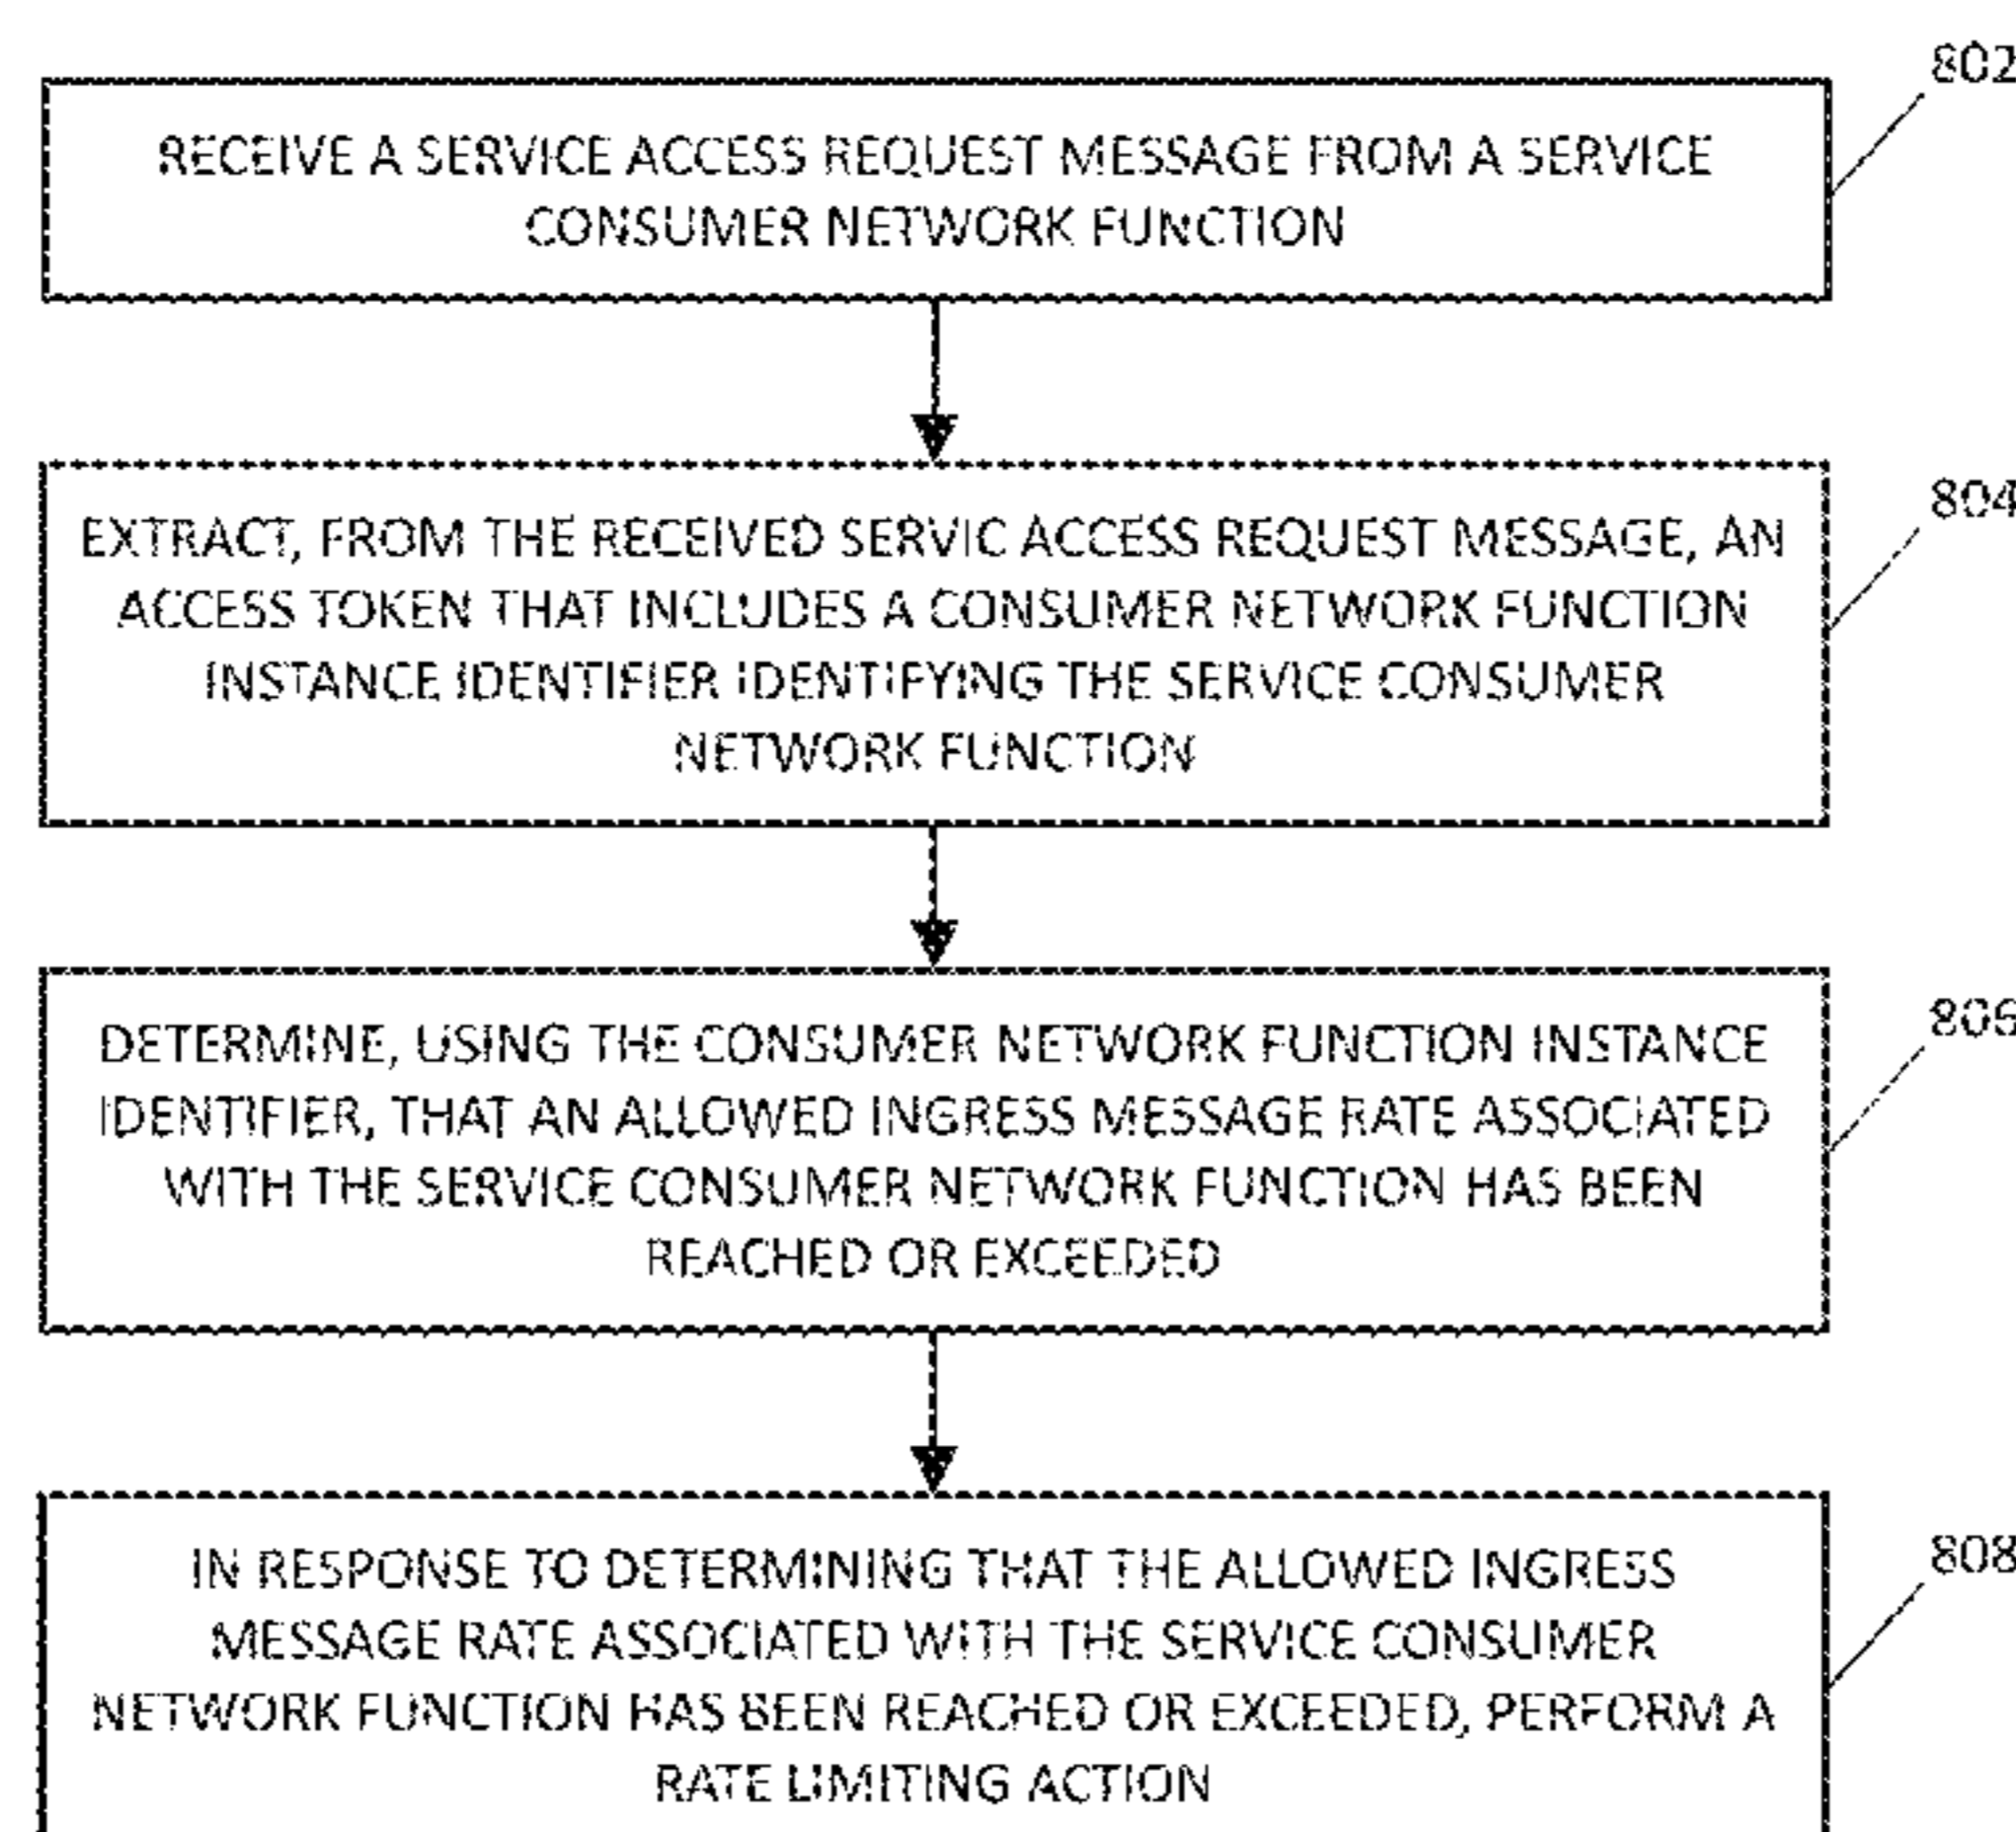 802
RECEIVE A SERVICE ACCESS REQUEST MESSAGE FROM A SERVICE
CONSUMER NETWORK FUNCTION
804
EXTRACT, FROM THE RECEIVED SERVIC ACCESS REQUEST MESSAGE, AN
ACCESS TOKEN THAT INCLUDES A CONSUMER NETWORK FUNCTION
INSTANCE IDENTIFIER IDENTIFYING THE SERVICE CONSUMER
NETWORK FUNCTION
806
DETERMINE, USING THE CONSUMER NETWORK FUNCTION INSTANCE
IDENTIFIER, THAT AN ALLOWED INGRESS MESSAGE RATE ASSOCIATED
WITH THE SERVICE CONSUMER NETWORK FUNCTION HAS BEEN
REACHED OR EXCEEDED
808
IN RESPONSE TO DETERMINING THAT THE ALLOWED INGRESS
MESSAGE RATE ASSOCIATED WITH THE SERVICE CONSUMER
NETWORK FUNCTION HAS BEEN REACHED OR EXCEEDED, PERFORM A
RATE LIMITING ACTION